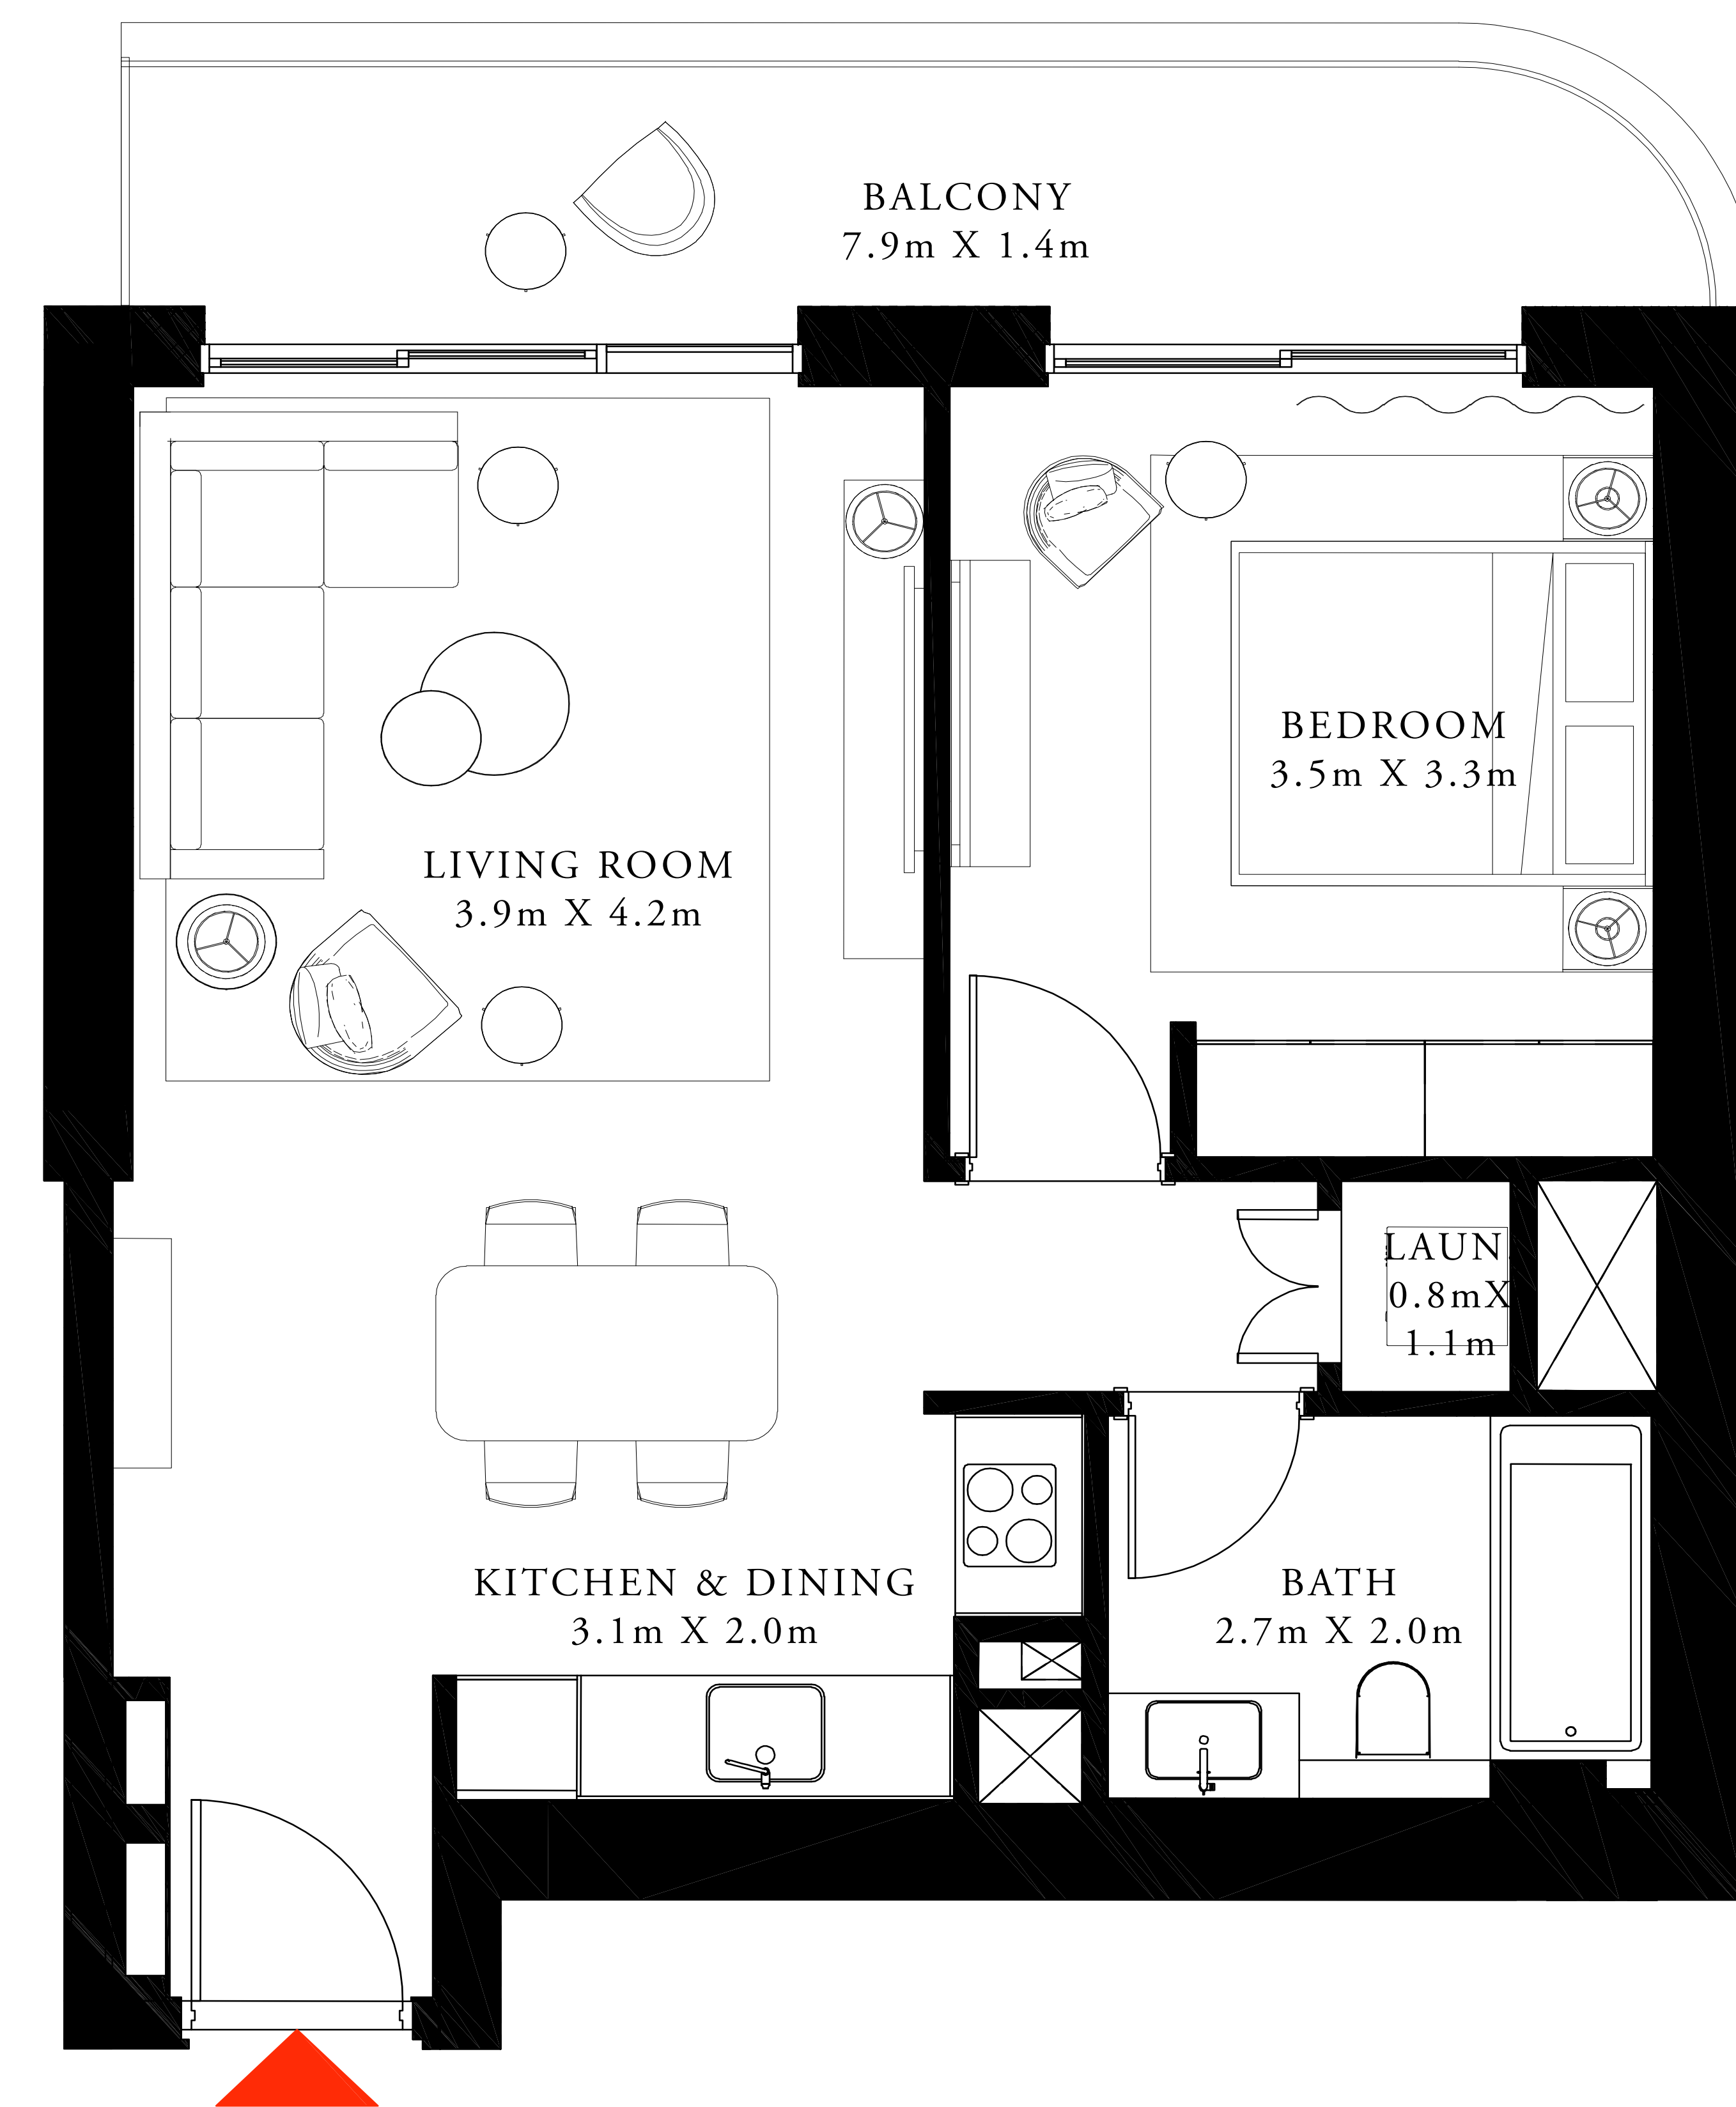 BALCONY
7.9m X 1.4m
BEDROOM
3.5m X 3.3m
LIVING ROOM
3.9m X 4.2m
LAUN
0.8mX
1.1m
KITCHEN & DINING
3.1m X 2.0m
BATH
2.7m X 2.0m